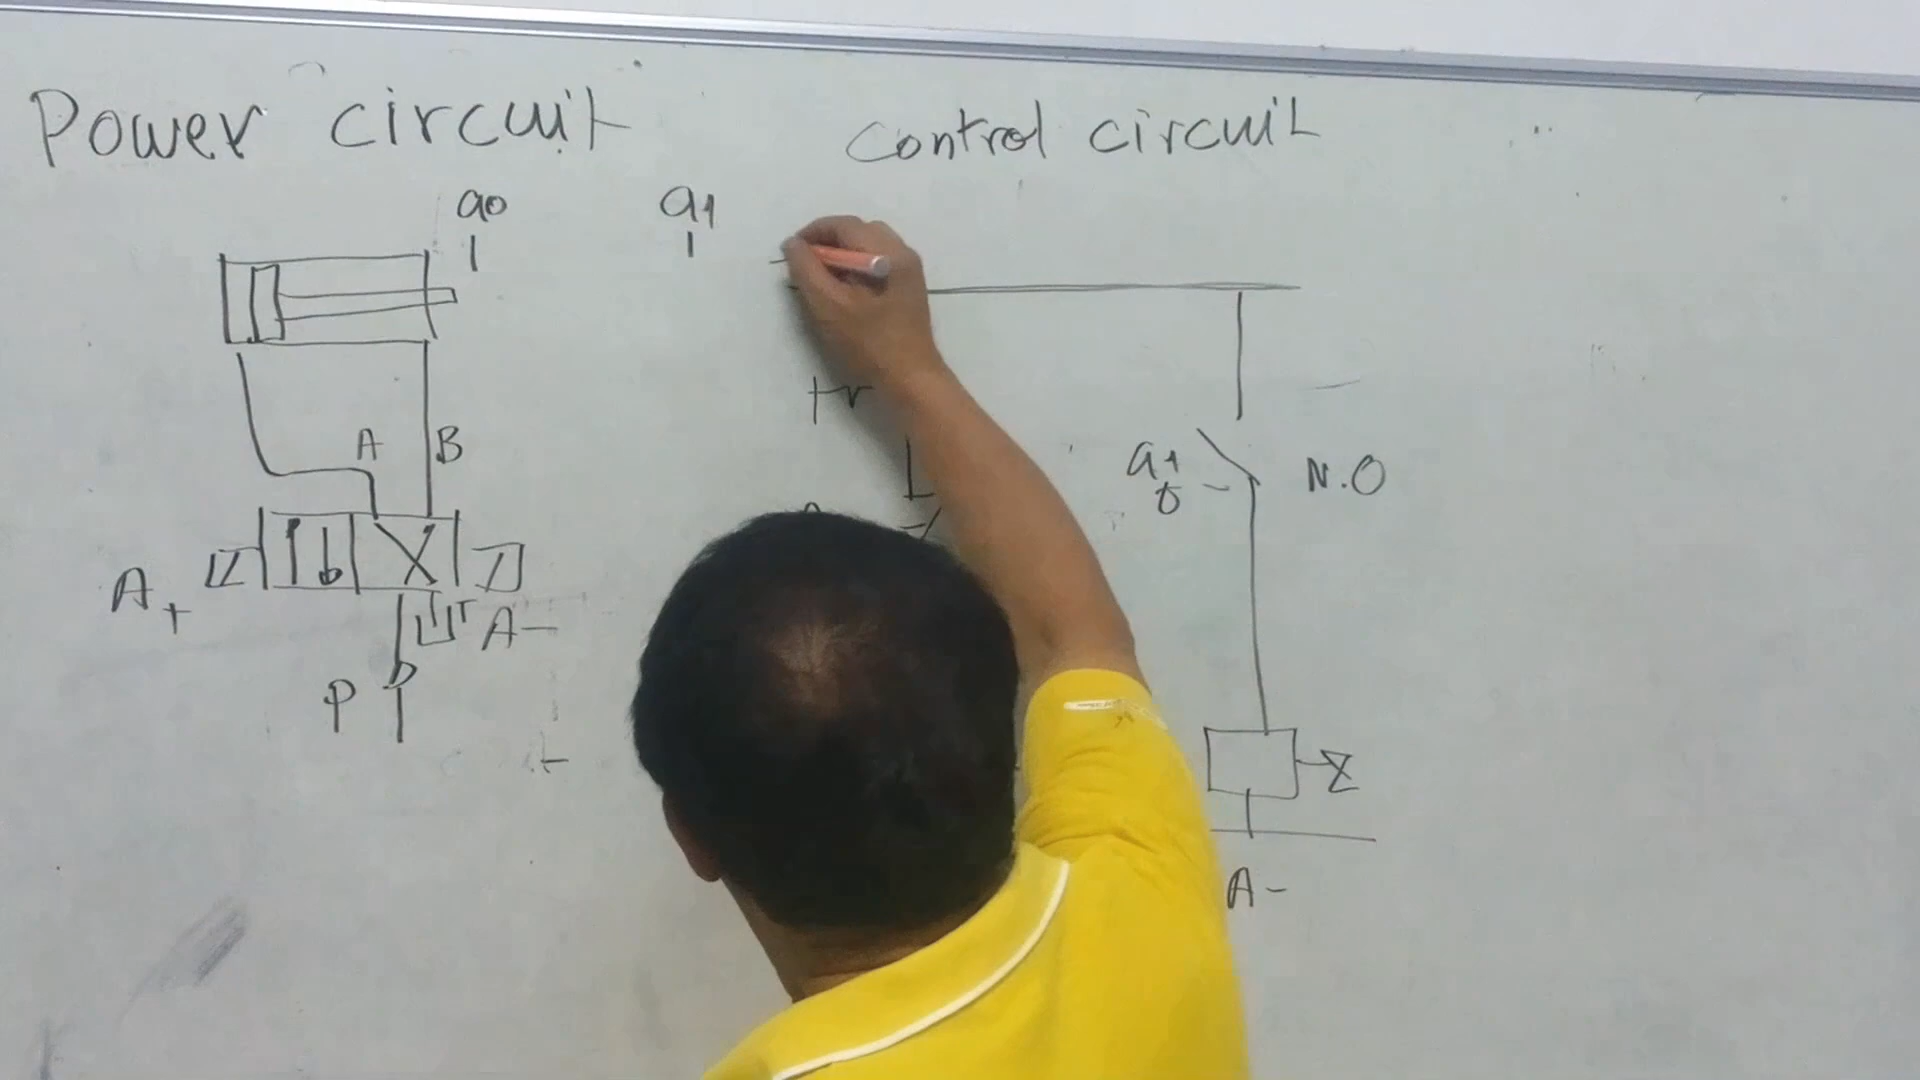 Power circuit
control circuit
a0
a1
A
B
a1
N.O
A+
T
A-
P
A-